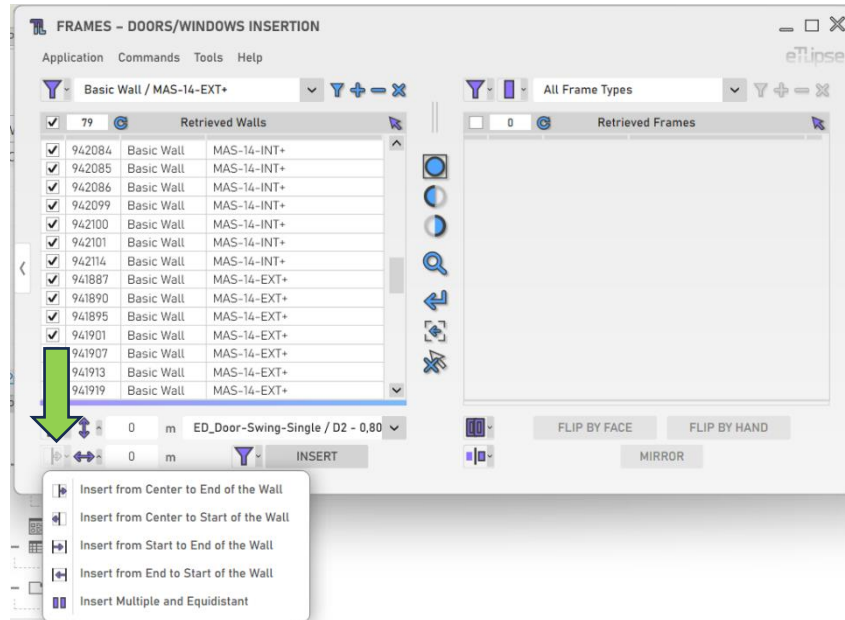 FRAMES – DOORS/WINDOWS INSERTION
Application Commands Tools Help
eTLipse
Basic Wall / MAS-14-EXT+
All Frame Types
79 Retrieved Walls
0 Retrieved Frames
942084 Basic Wall MAS-14-INT+
942085 Basic Wall MAS-14-INT+
942086 Basic Wall MAS-14-INT+
942099 Basic Wall MAS-14-INT+
942100 Basic Wall MAS-14-INT+
942101 Basic Wall MAS-14-INT+
942114 Basic Wall MAS-14-INT+
941887 Basic Wall MAS-14-EXT+
941890 Basic Wall MAS-14-EXT+
941895 Basic Wall MAS-14-EXT+
941901 Basic Wall MAS-14-EXT+
941907 Basic Wall MAS-14-EXT+
941913 Basic Wall MAS-14-EXT+
941919 Basic Wall MAS-14-EXT+
0 m ED_Door-Swing-Single / D2 - 0,80
FLIP BY FACE FLIP BY HAND
0 m INSERT
MIRROR
Insert from Center to End of the Wall
Insert from Center to Start of the Wall
Insert from Start to End of the Wall
Insert from End to Start of the Wall
Insert Multiple and Equidistant